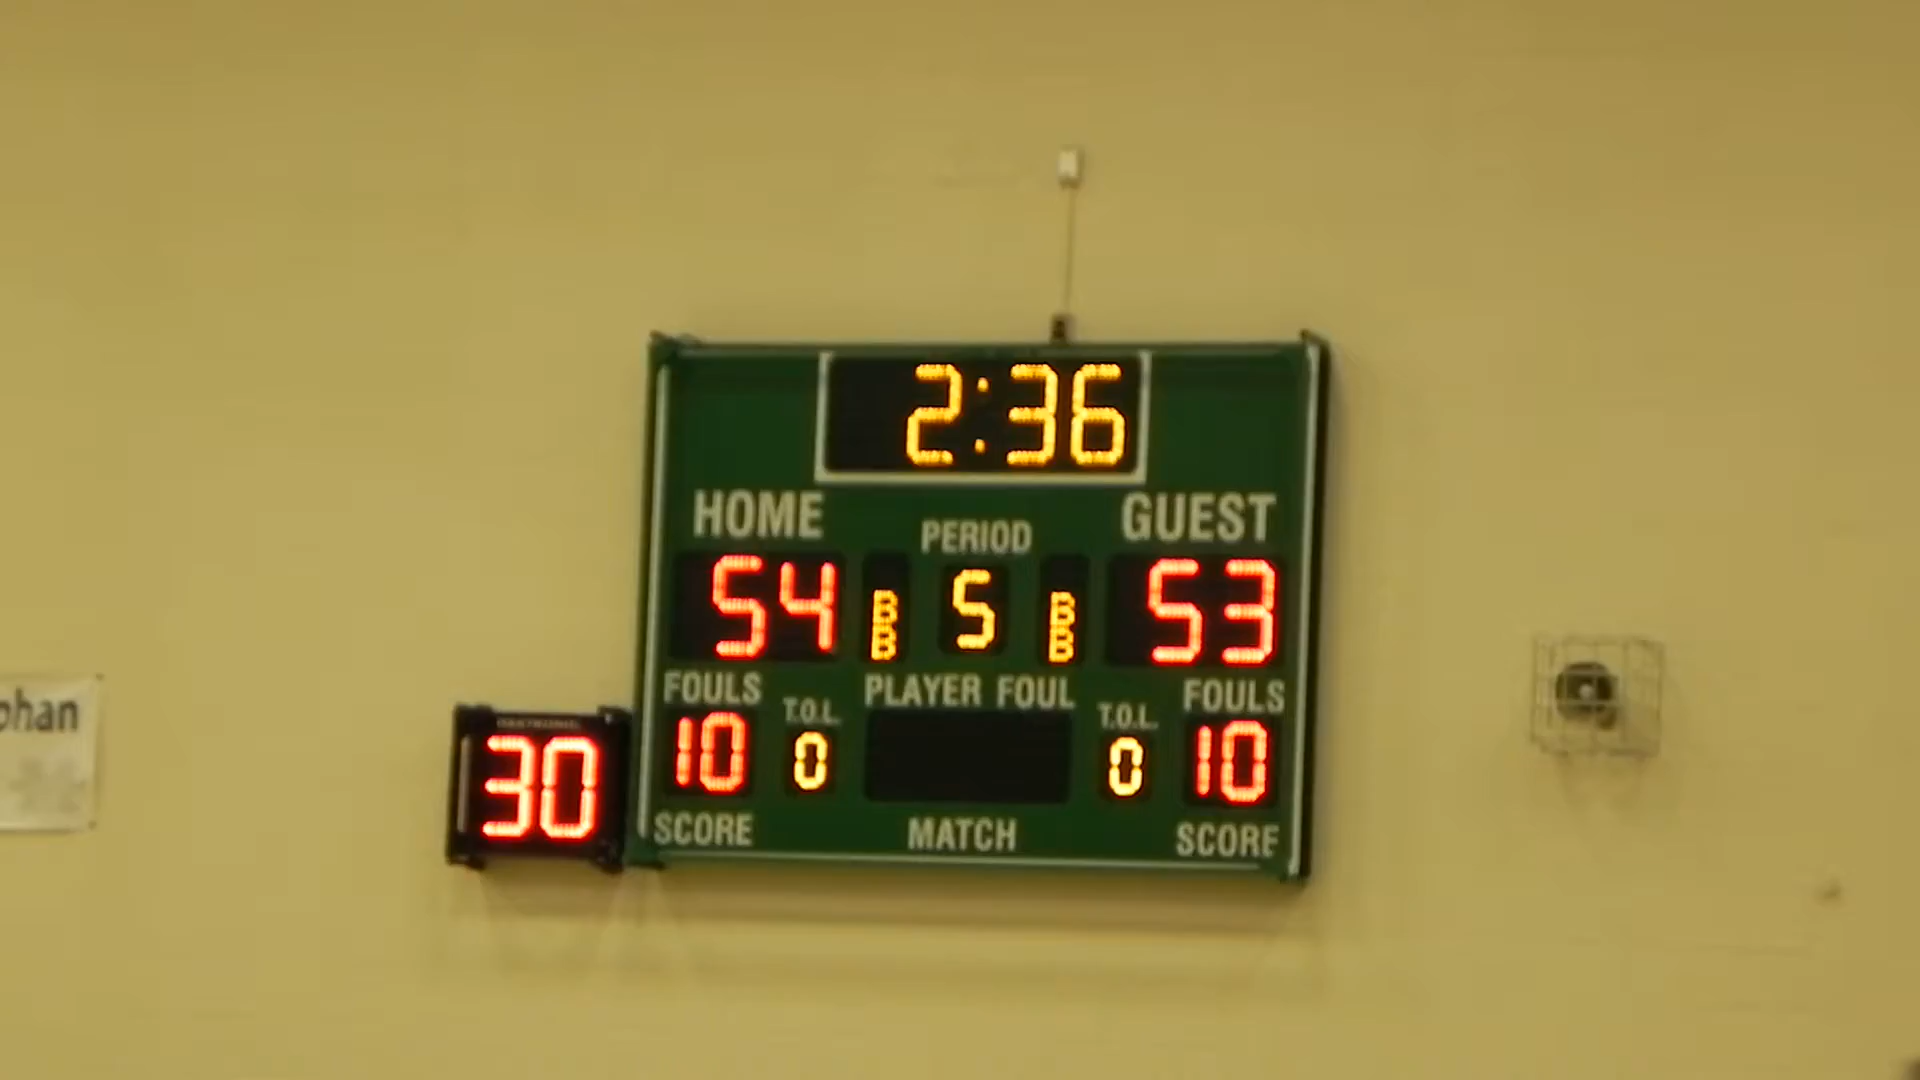 2:36
HOME
GUEST
PERIOD
54
B
B
5
B
B
53
FOULS
PLAYER FOUL
FOULS
T.O.L.
T.O.L.
10
0
0
10
30
SCORE
MATCH
SCORE
phan